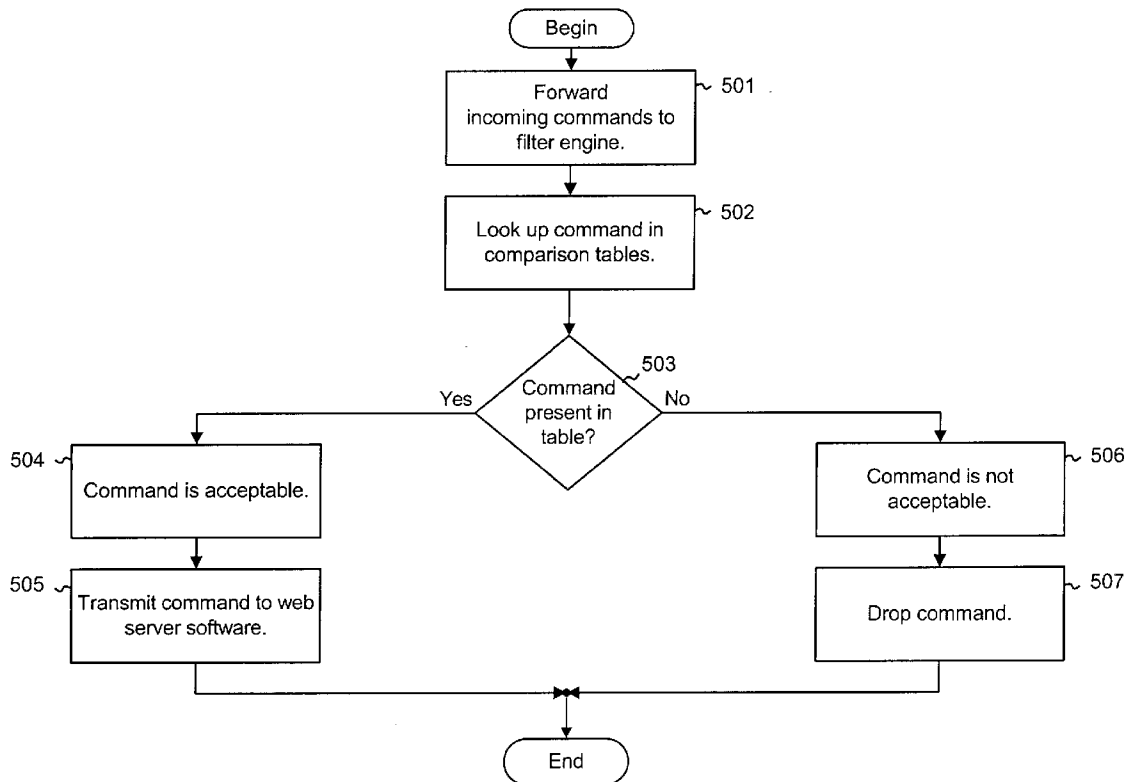 Begin
Forward
incoming commands to
filter engine.
501
Look up command in
comparison tables.
502
Command
present in
table?
503
Yes
No
504
Command is acceptable.
Command is not
acceptable.
506
505
Transmit command to web
server software.
Drop command.
507
End